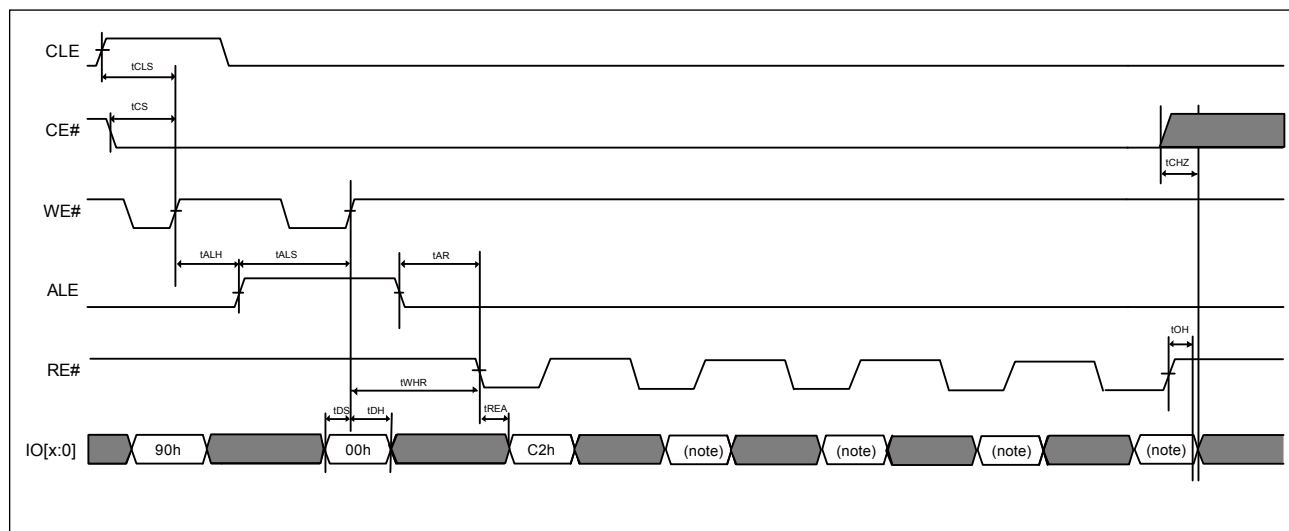 CLE
tCLS
tCS
CE#
tCHZ
WE#
tALH
tALS
tAR
ALE
tOH
RE#
tWHR
tDS
tDH
tREA
IO[x:0]
90h
00h
C2h
(note)
(note)
(note)
(note)